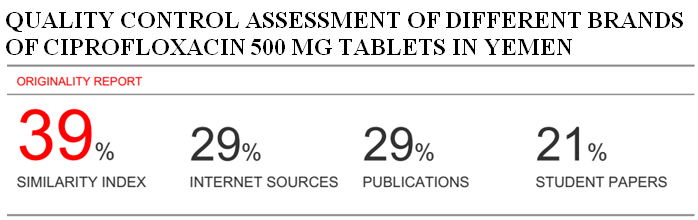 QUALITY CONTROL ASSESSMENT OF DIFFERENT BRANDS
OF CIPROFLOXACIN 500 MG TABLETS IN YEMEN
ORIGINALITY REPORT
39% 29% 29% 21%
SIMILARITY INDEX INTERNET SOURCES PUBLICATIONS STUDENT PAPERS